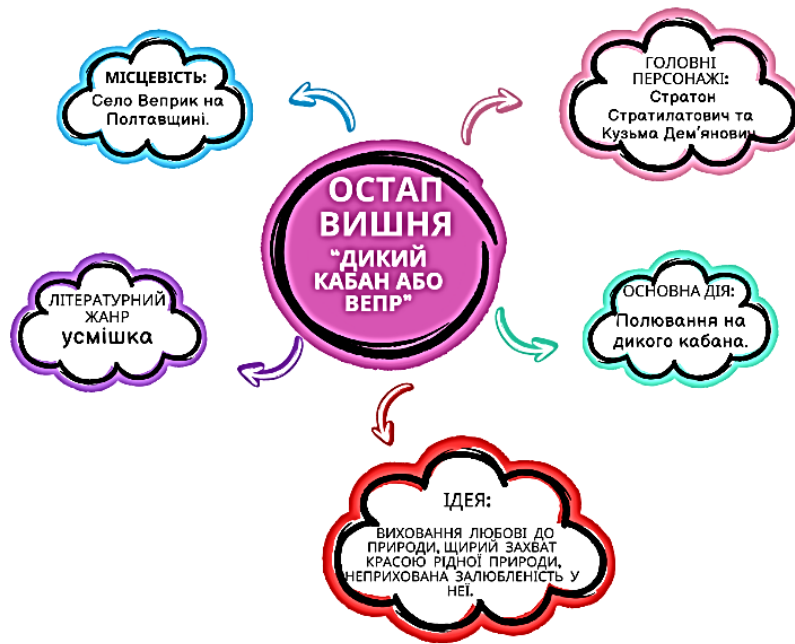 МІСЦЕВІСТЬ:
Село Веприк на
Полтавщині.
ГОЛОВНІ
ПЕРСОНАЖІ:
Стратон
Стратилатович та
Кузьма Дем'янович
ОСТАП
ВИШНЯ
"ДИКИЙ
КАБАН АБО
ВЕПР"
ЛІТЕРАТУРНИЙ
ЖАНР
усмішка
ОСНОВНА ДІЯ:
Полювання на
дикого кабана.
ІДЕЯ:
ВИХОВАННЯ ЛЮБОВІ ДО
ПРИРОДИ, ЩИРИЙ ЗАХВАТ
КРАСОЮ РІДНОЇ ПРИРОДИ,
НЕПРИХОВАНА ЗАЛЮБЛЕНІСТЬ У
НЕЇ.